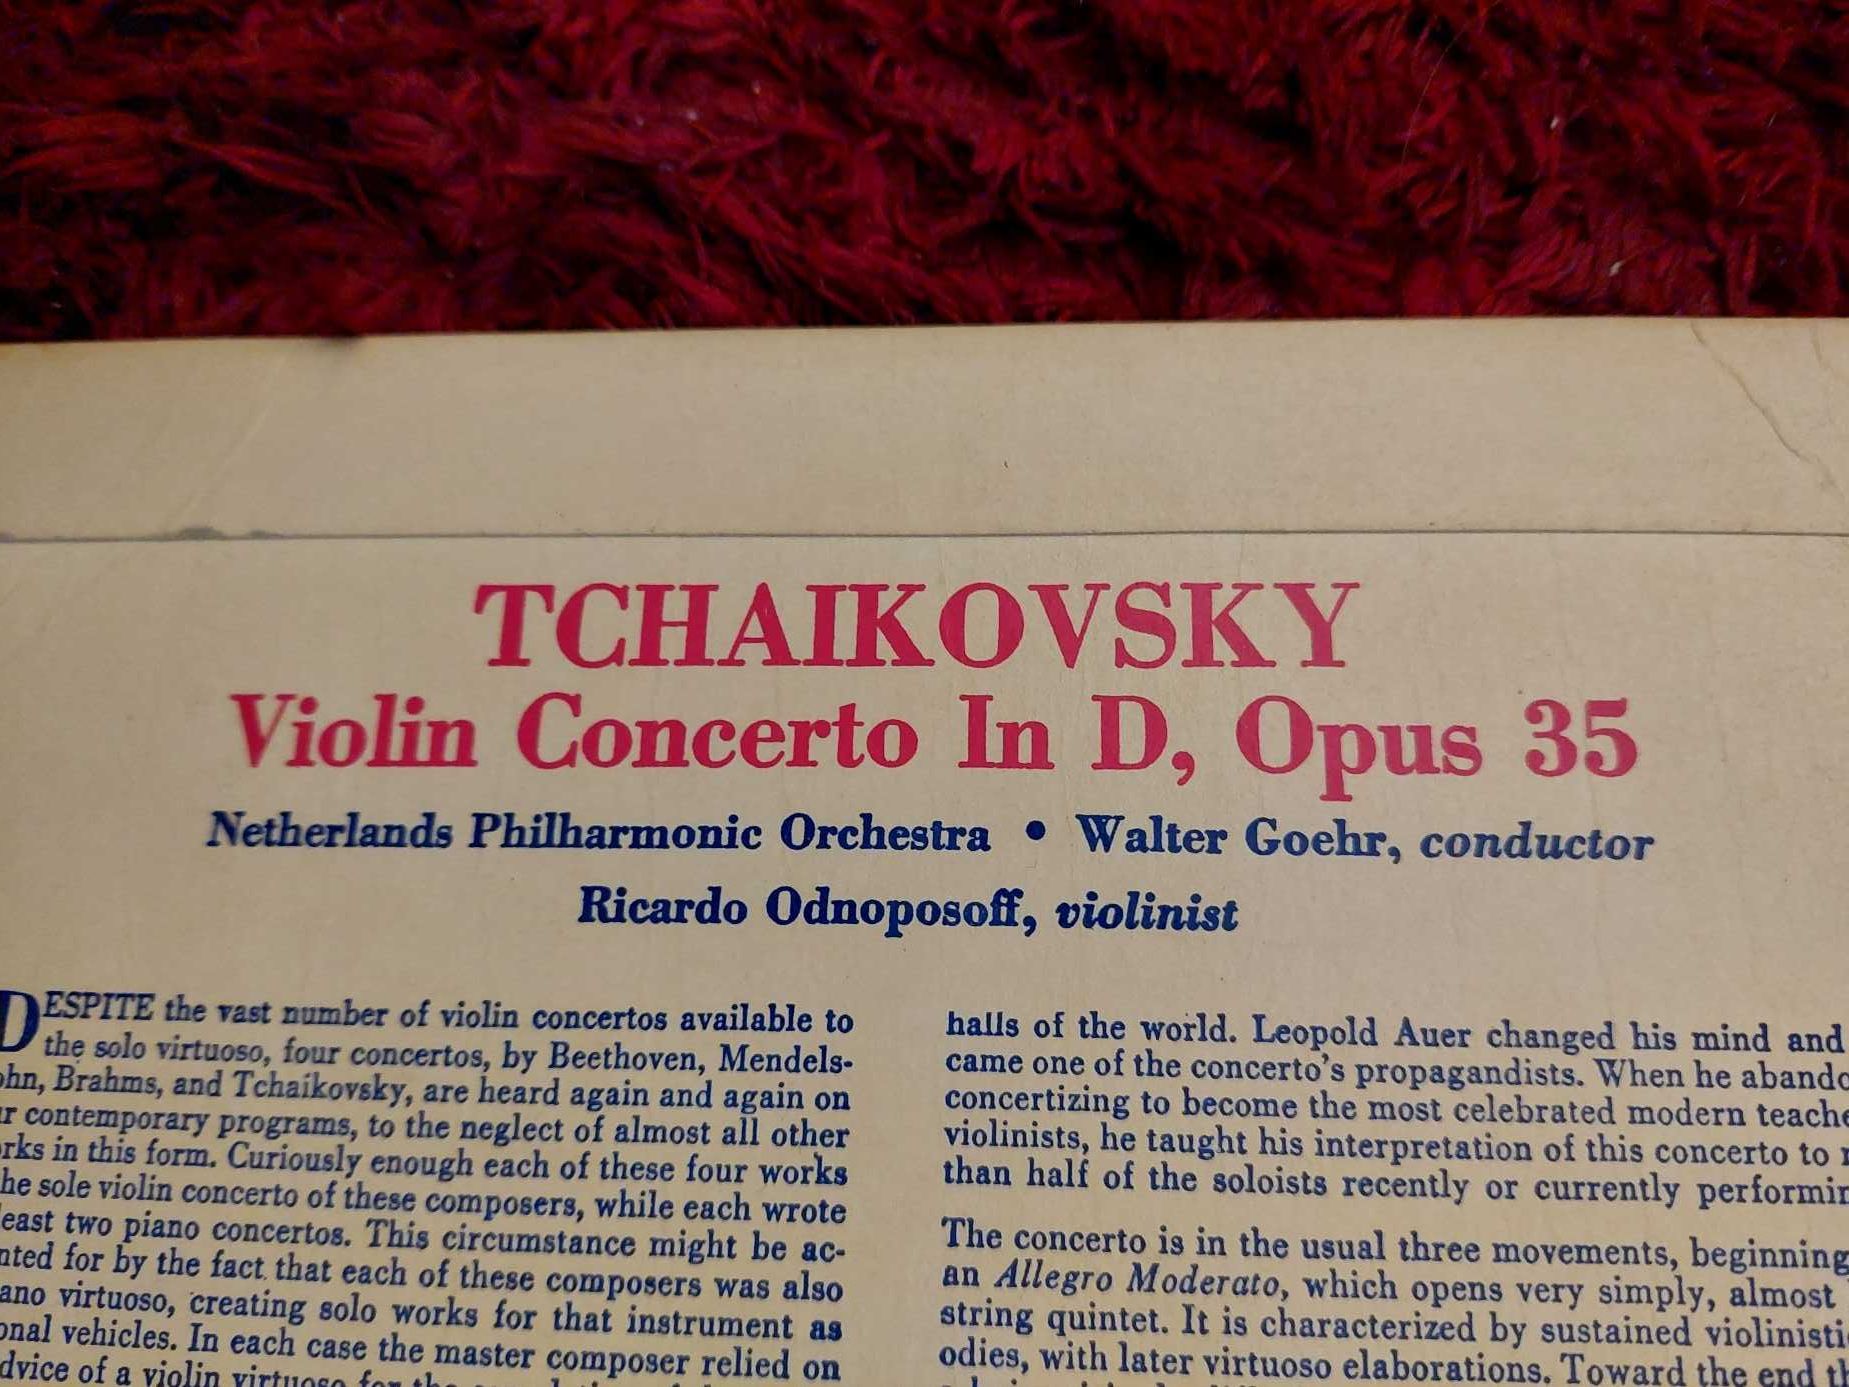 TCHAIKOVSKY
Violin Concerto In D, Opus 35
Netherlands Philharmonic Orchestra • Walter Goehr, conductor
Ricardo Odnoposoff, violinist
DESPITE the vast number of violin concertos available to
the solo virtuoso, four concertos, by Beethoven, Mendels-
ohn, Brahms, and Tchaikovsky, are heard again and again on
r contemporary programs, to the neglect of almost all other
rks in this form. Curiously enough each of these four works
he sole violin concerto of these composers, while each wrote
least two piano concertos. This circumstance might be ac-
nted for by the fact that each of these composers was also
ano virtuoso, creating solo works for that instrument as
onal vehicles. In each case the master composer relied on
dvice of a violin virtuoso for the
halls of the world. Leopold Auer changed his mind and
came one of the concerto's propagandists. When he abando
concertizing to become the most celebrated modern teache
violinists, he taught his interpretation of this concerto to
than half of the soloists recently or currently performin
The concerto is in the usual three movements, beginning
an Allegro Moderato, which opens very simply, almost
string quintet. It is characterized by sustained violinisti
odies, with later virtuoso elaborations. Toward the end th